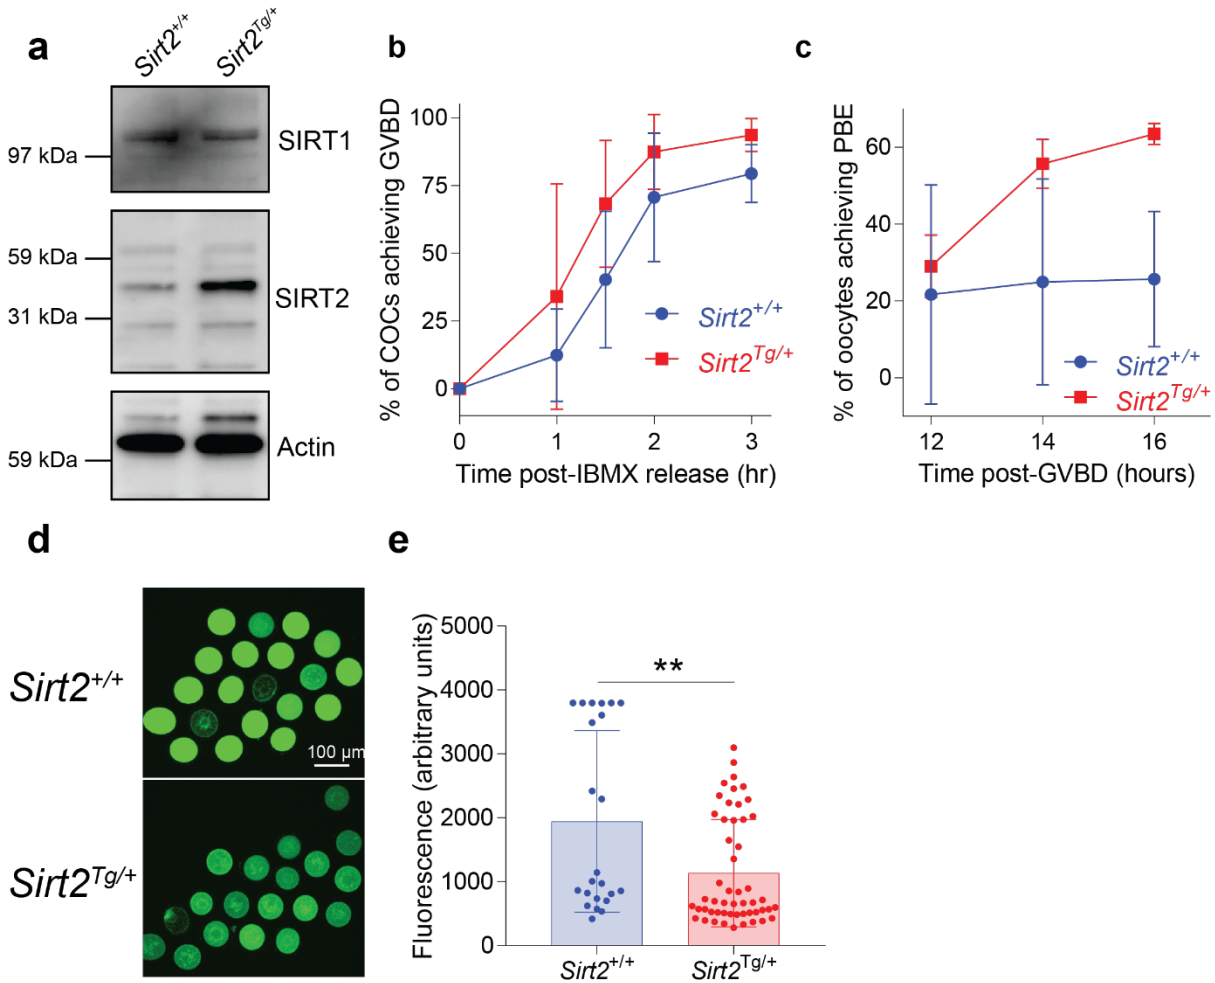 a
Sirt2+/+
Sirt2Tg/+
SIRT1
97 kDa
59 kDa
SIRT2
31 kDa
Actin
59 kDa
b
% of COCs achieving GVBD
100
75
50
25
0
Sirt2+/+
Sirt2Tg/+
0 1 2 3
Time post-IBMX release (hr)
c
% of oocytes achieving PBE
60
40
20
0
Sirt2+/+
Sirt2Tg/+
12 14 16
Time post-GVBD (hours)
d
Sirt2+/+
100 µm
Sirt2Tg/+
e
Fluorescence (arbitrary units)
5000
4000
3000
2000
1000
0
**
Sirt2+/+ Sirt2Tg/+